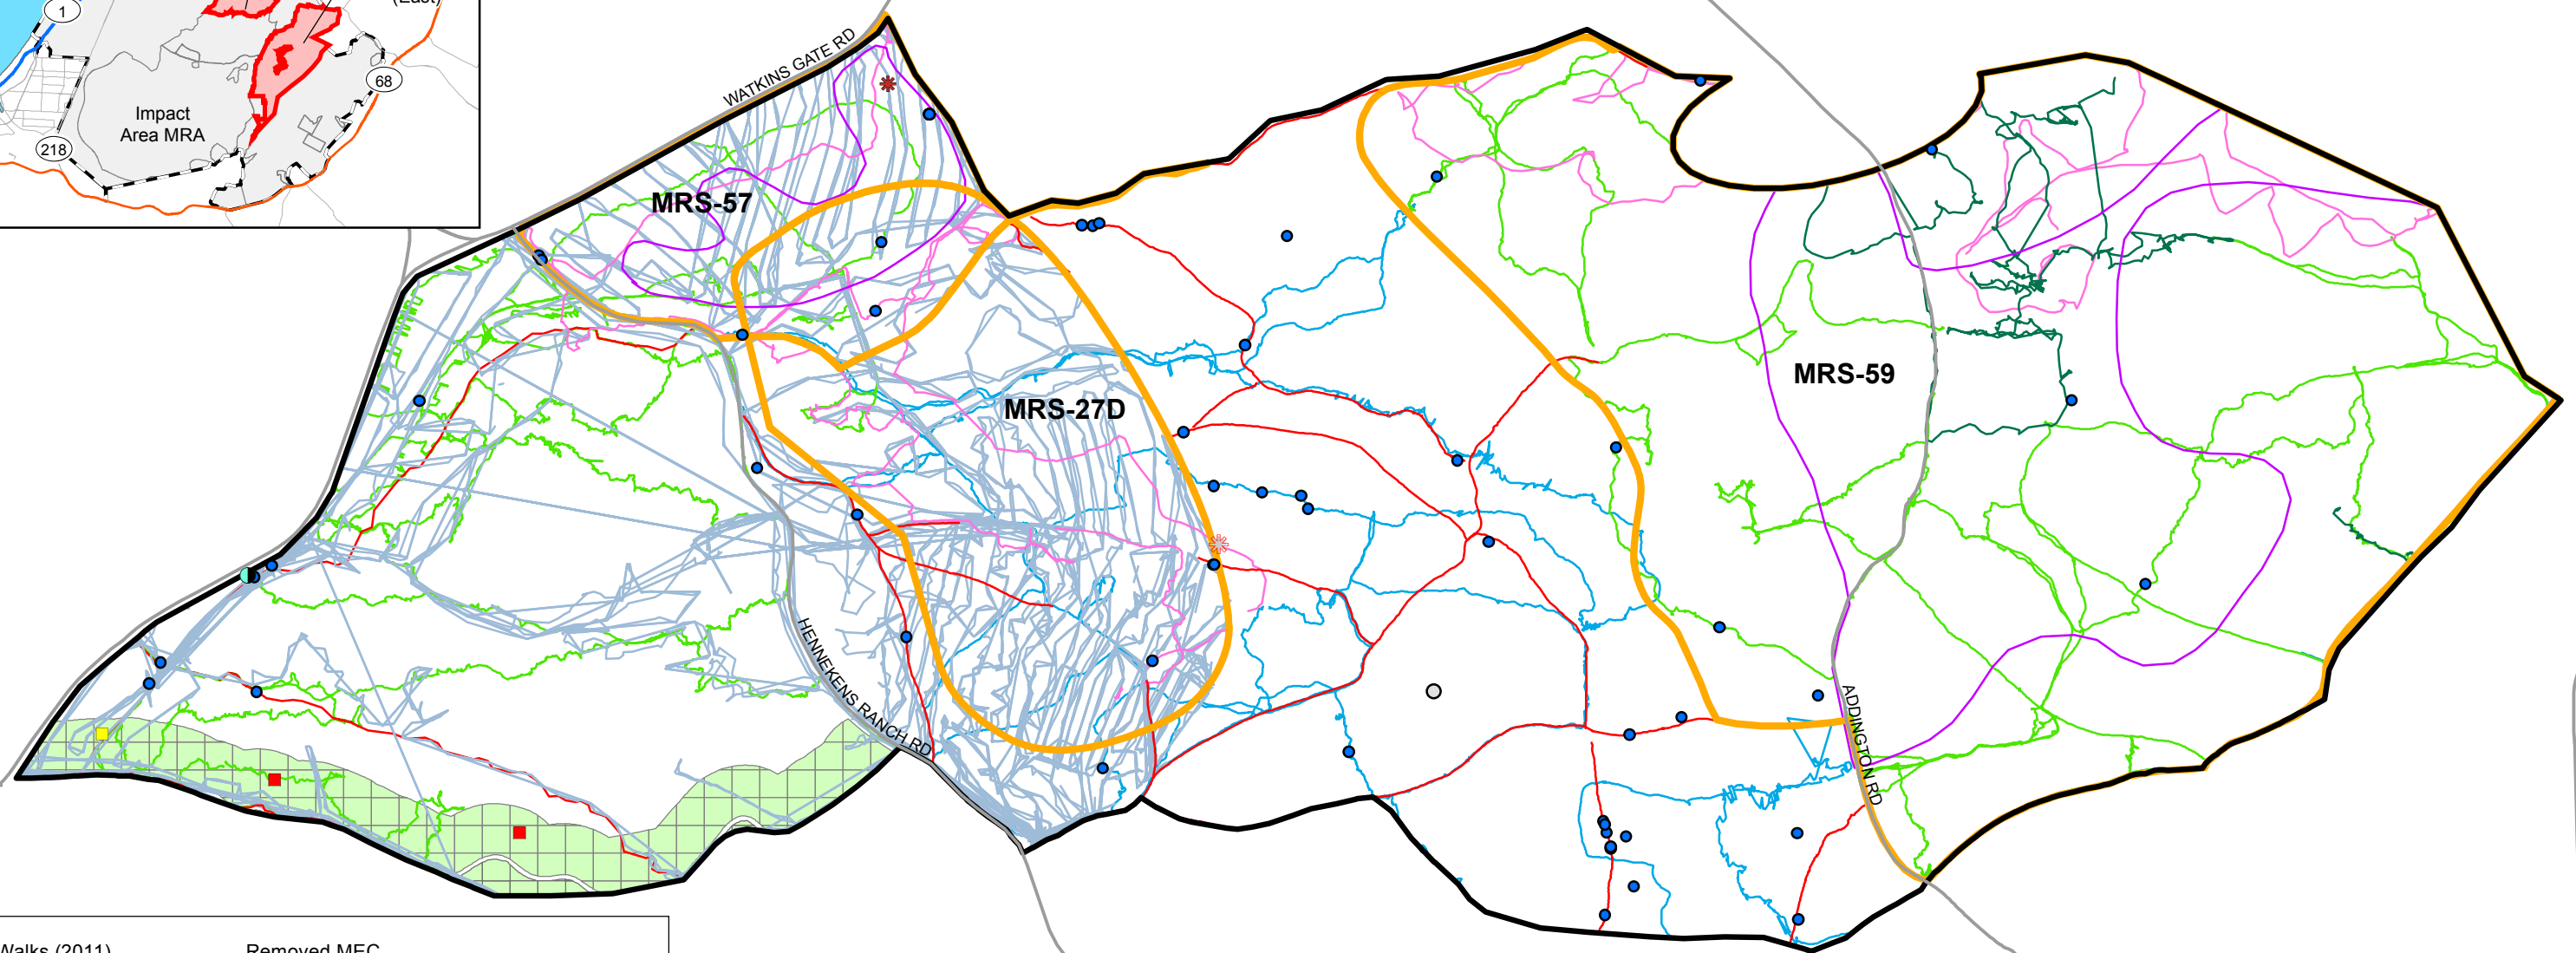 1
(East)
68
Impact
Area MRA
218
WATKINS GATE RD
MRS-57
MRS-59
MRS-27D
HENNEKENS RANCH RD
ADDINGTON RD
Walks (2011)
Removed MEC